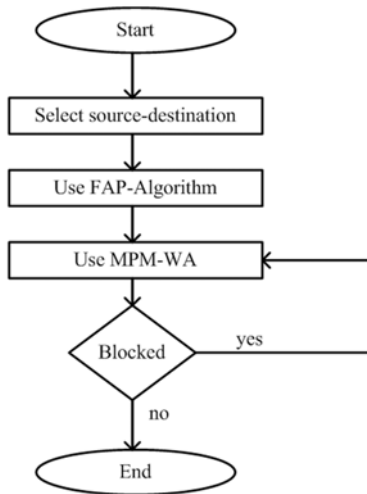 Start
Select source-destination
Use FAP-Algorithm
Use MPM-WA
Blocked
yes
no
End